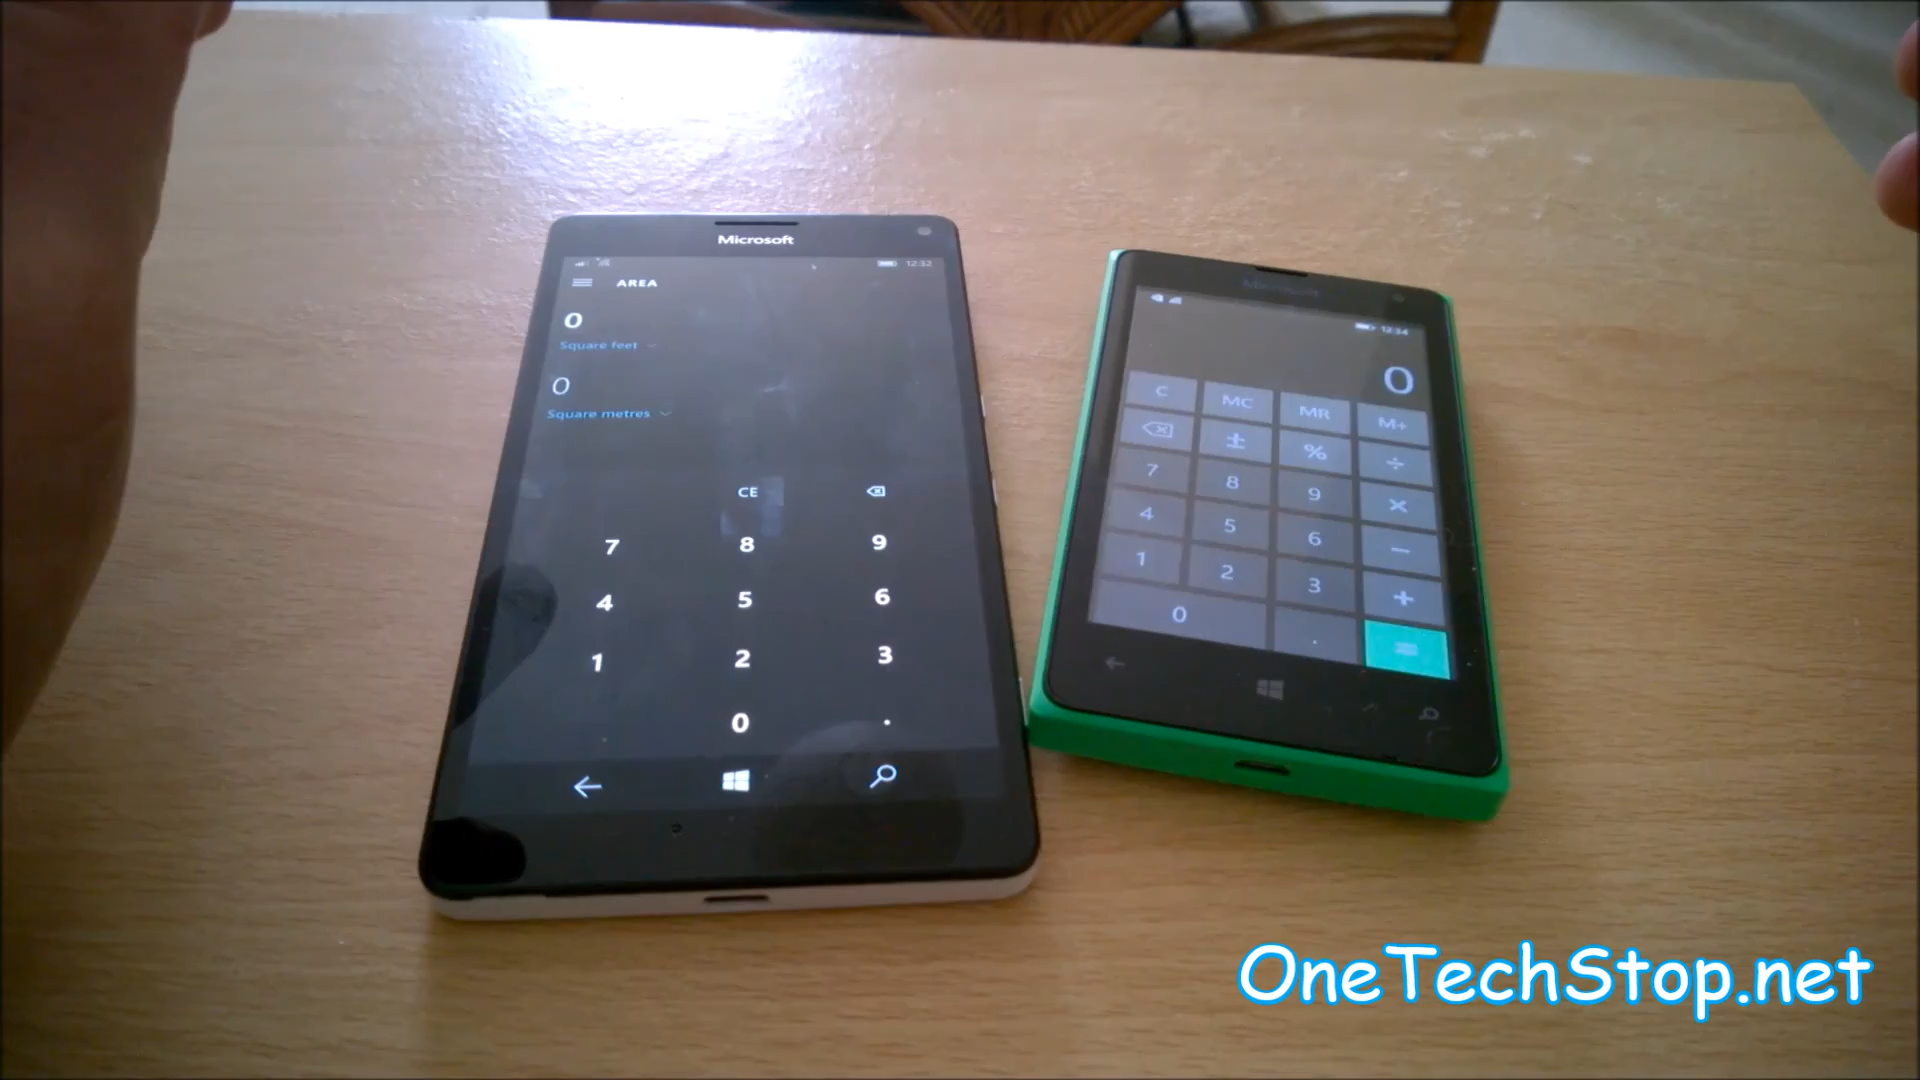 Microsoft
12:32
AREA
0
Square feet
0
Square metres
CE
7 8 9
4 5 6
1 2 3
0 .
Microsoft
12:34
0
C MC MR M+
± % ÷
7 8 9 ×
4 5 6 −
1 2 3 +
0 . =
OneTechStop.net